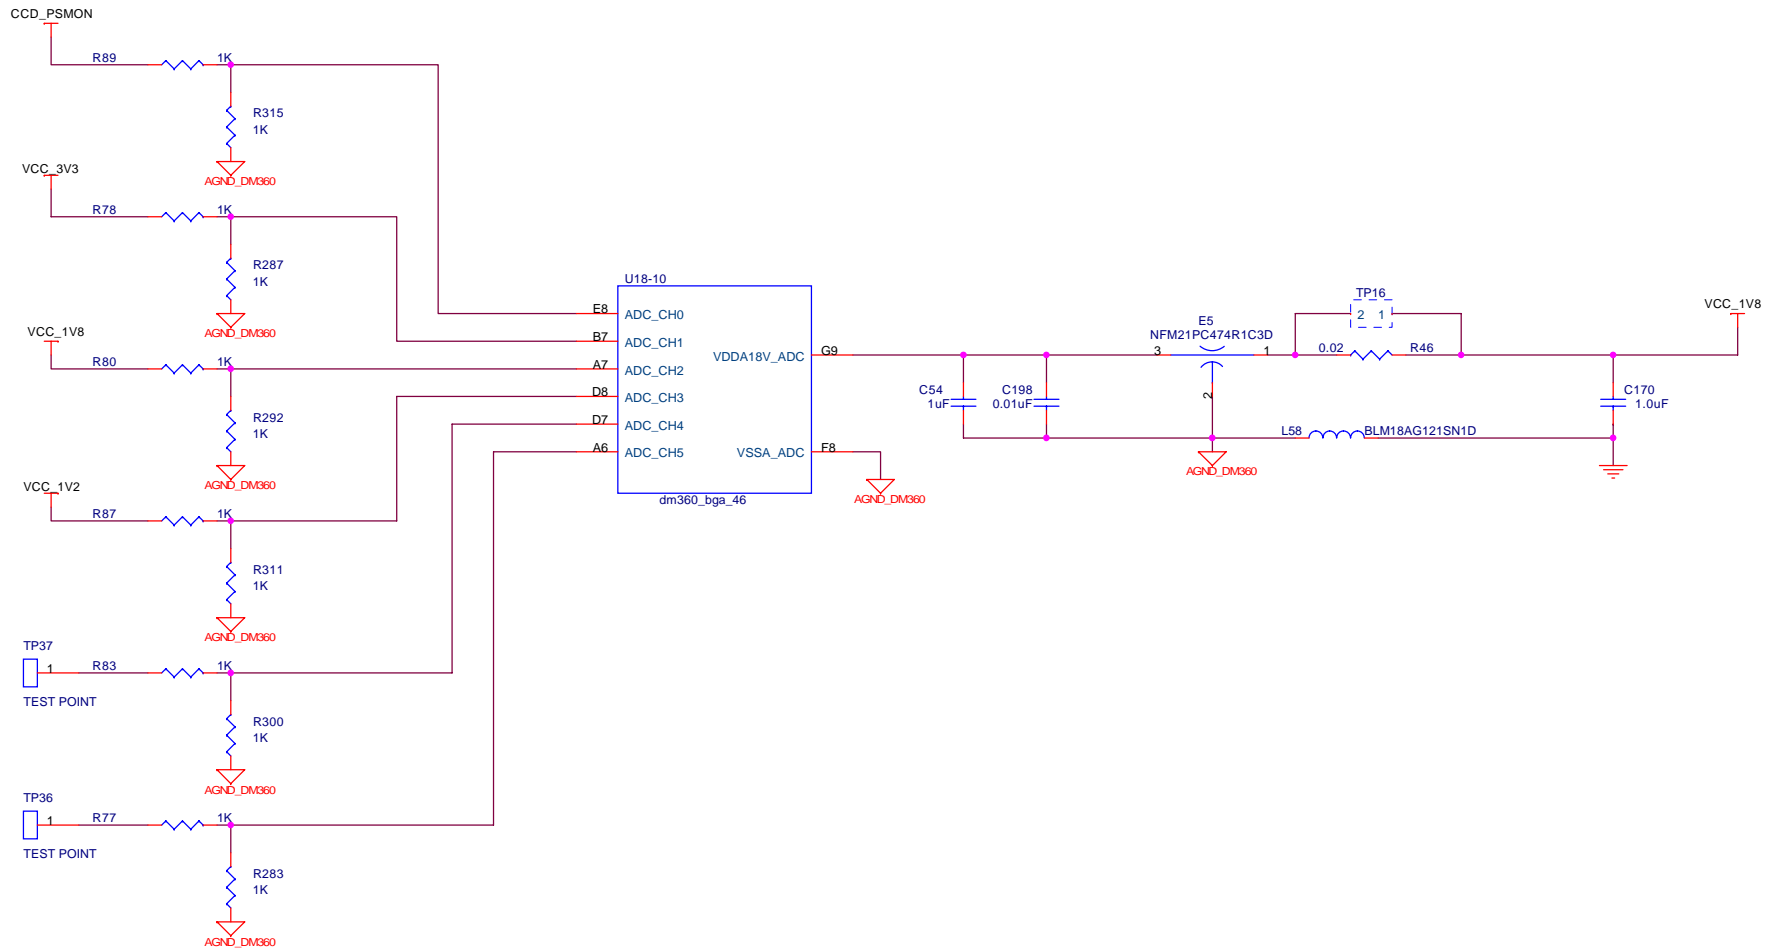 CCD_PSMON
R89 1K
R315
1K
AGND_DM360
VCC_3V3
R78 1K
R287
1K
AGND_DM360
VCC_1V8
R80 1K
R292
1K
AGND_DM360
VCC_1V2
R87 1K
R311
1K
AGND_DM360
TP37
1 R83 1K
TEST POINT
R300
1K
AGND_DM360
TP36
1 R77 1K
TEST POINT
R283
1K
AGND_DM360
U18-10
E8 ADC_CH0
B7 ADC_CH1
A7 ADC_CH2
D8 ADC_CH3
D7 ADC_CH4
A6 ADC_CH5
VDDA18V_ADC G9
VSSA_ADC F8
dm360_bga_46
AGND_DM360
C54
1uF
C198
0.01uF
E5
NFM21PC474R1C3D
3 1
2
AGND_DM360
TP16
2 1
0.02 R46
L58 BLM18AG121SN1D
C170
1.0uF
VCC_1V8